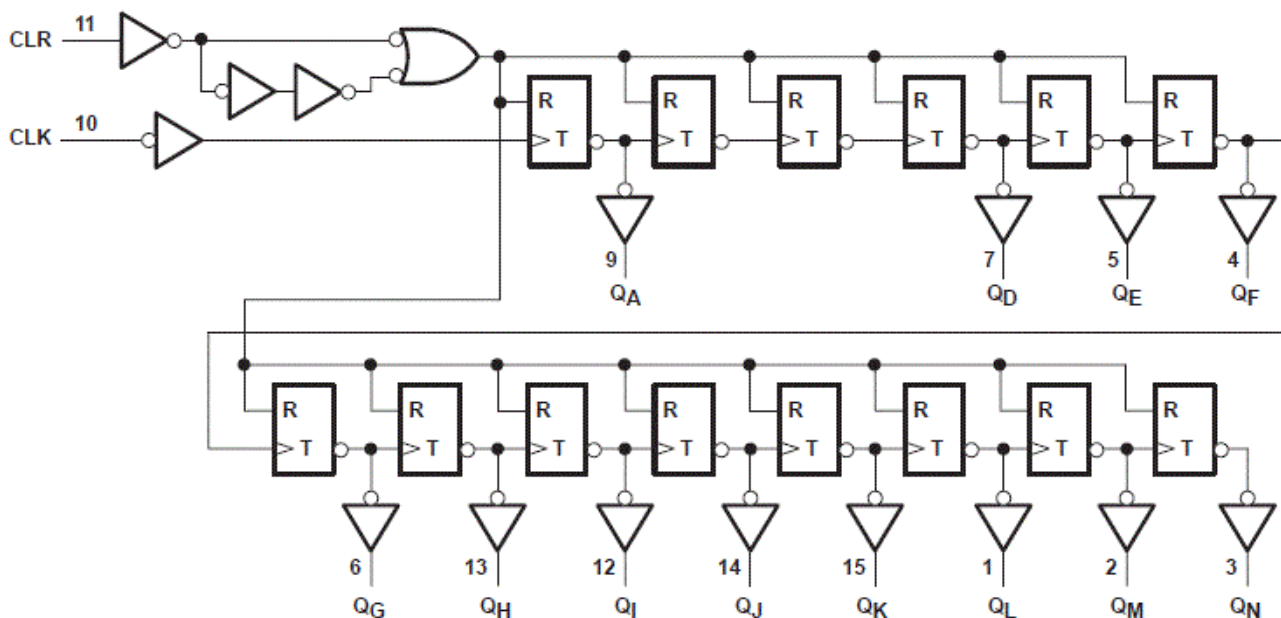 CLR 11
R R R R R R
CLK 10
T T T T T T
9 7 5 4
QA QD QE QF
R R R R R R R R
T T T T T T T T
6 13 12 14 15 1 2 3
QG QH QI QJ QK QL QM QN